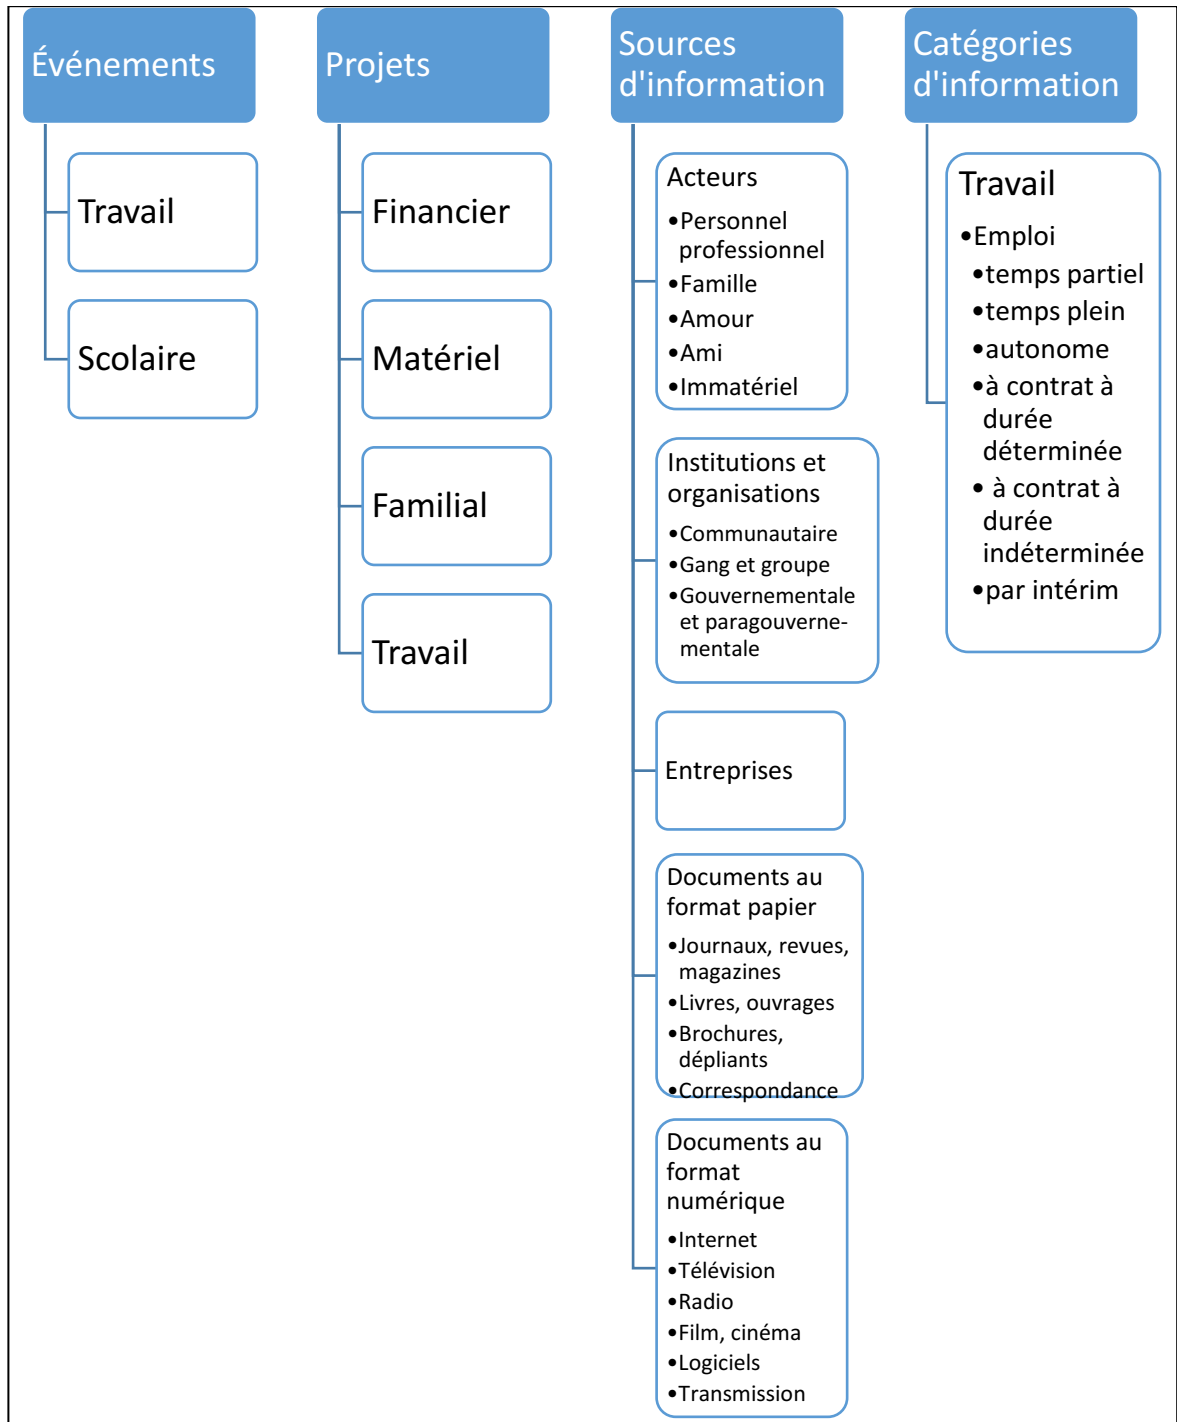 Événements
Travail
Scolaire
Projets
Financier
Matériel
Familial
Travail
Sources
d'information
Acteurs
•Personnel
professionnel
•Famille
•Amour
•Ami
•Immatériel
Institutions et
organisations
•Communautaire
•Gang et groupe
•Gouvernementale
et paragouverne-
mentale
Entreprises
Documents au
format papier
•Journaux, revues,
magazines
•Livres, ouvrages
•Brochures,
dépliants
•Correspondance
Documents au
format
numérique
•Internet
•Télévision
•Radio
•Film, cinéma
•Logiciels
•Transmission
Catégories
d'information
Travail
•Emploi
•temps partiel
•temps plein
•autonome
•à contrat à
durée
déterminée
• à contrat à
durée
indéterminée
•par intérim